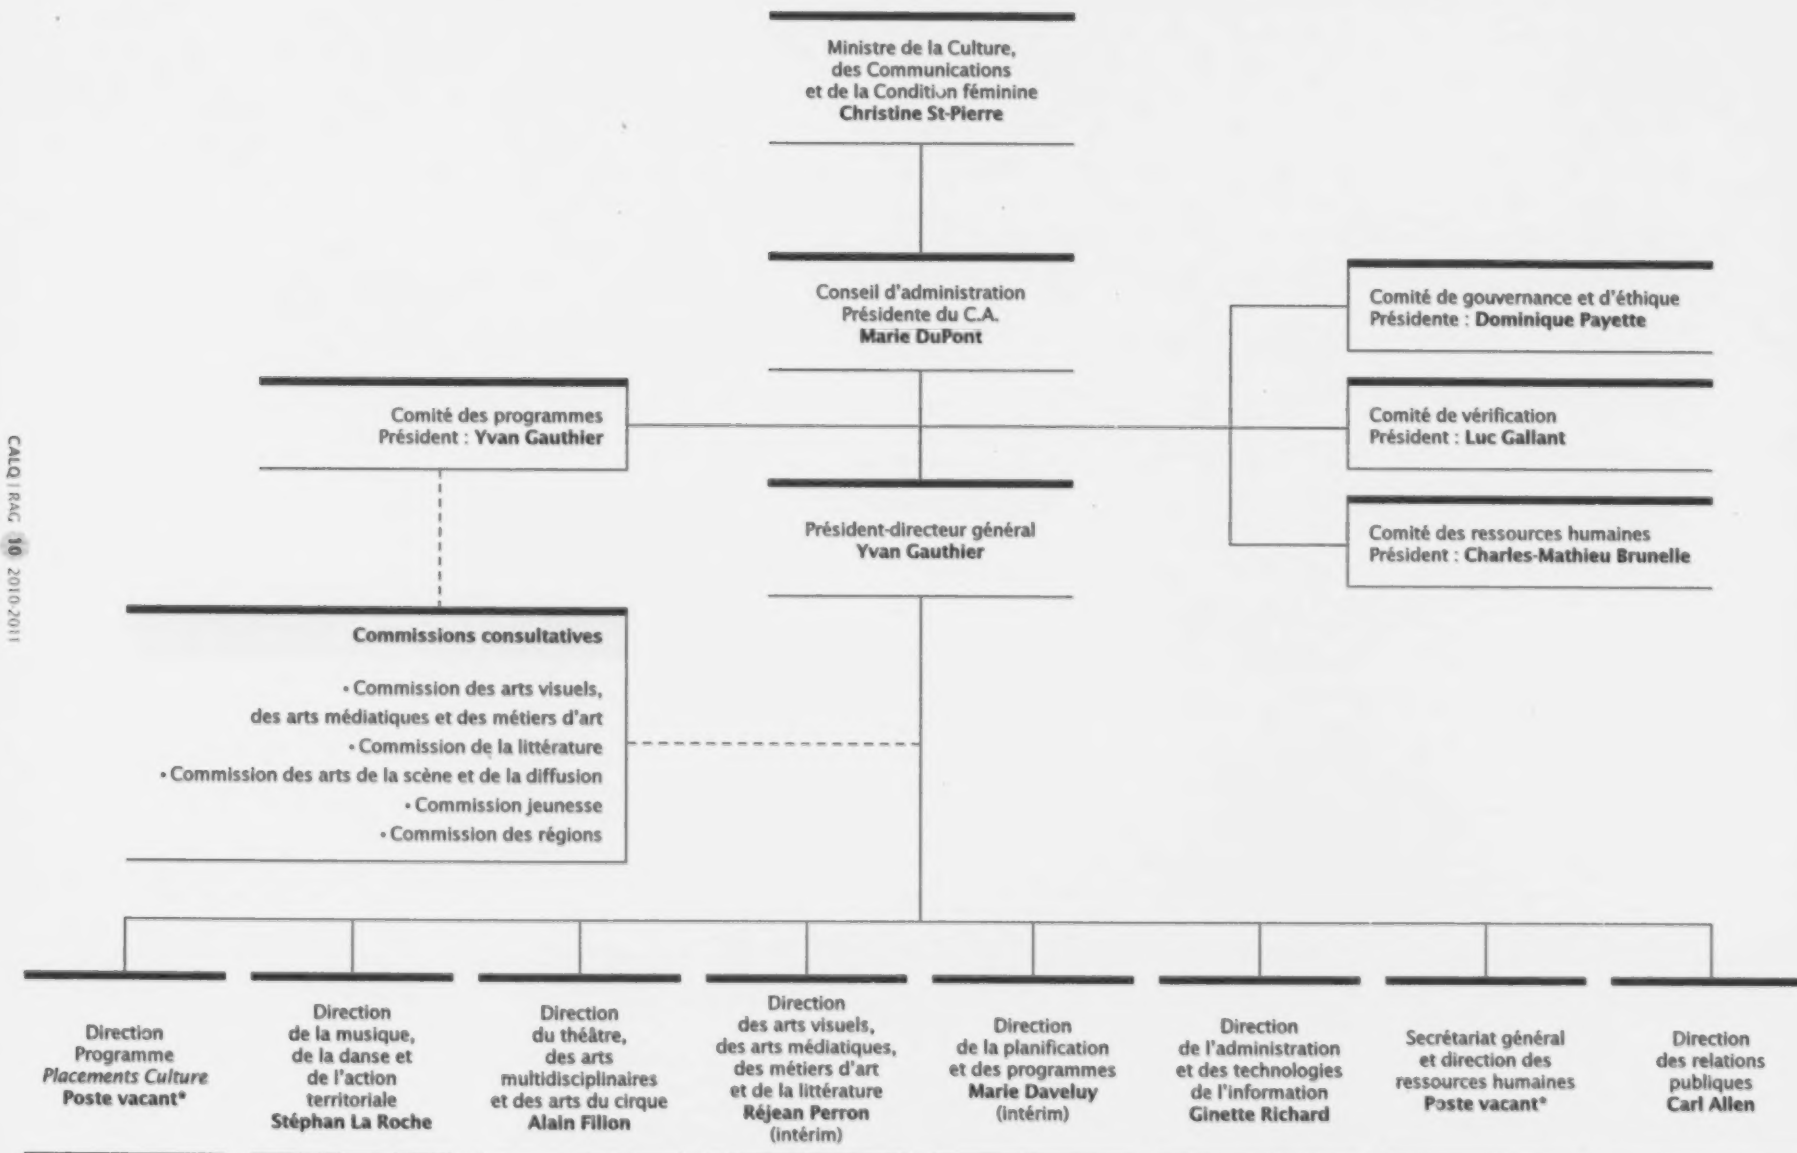 Ministre de la Culture,
des Communications
et de la Condition féminine
Christine St-Pierre
Conseil d'administration
Présidente du C.A.
Marie DuPont
Comité de gouvernance et d'éthique
Présidente : Dominique Payette
Comité des programmes
Président : Yvan Gauthier
Comité de vérification
Président : Luc Gallant
Président-directeur général
Yvan Gauthier
Comité des ressources humaines
Président : Charles-Mathieu Brunelle
Commissions consultatives
• Commission des arts visuels,
des arts médiatiques et des métiers d'art
• Commission de la littérature
• Commission des arts de la scène et de la diffusion
• Commission jeunesse
• Commission des régions
Direction
Programme
Placements Culture
Poste vacant*
Direction
de la musique,
de la danse et
de l'action
territoriale
Stéphan La Roche
Direction
du théâtre,
des arts
multidisciplinaires
et des arts du cirque
Alain Filion
Direction
des arts visuels,
des arts médiatiques,
des métiers d'art
et de la littérature
Réjean Perron
(intérim)
Direction
de la planification
et des programmes
Marie Daveluy
(intérim)
Direction
de l'administration
et des technologies
de l'information
Ginette Richard
Secrétariat général
et direction des
ressources humaines
Poste vacant*
Direction
des relations
publiques
Carl Allen
CALQ | RAG 10 2010-2011